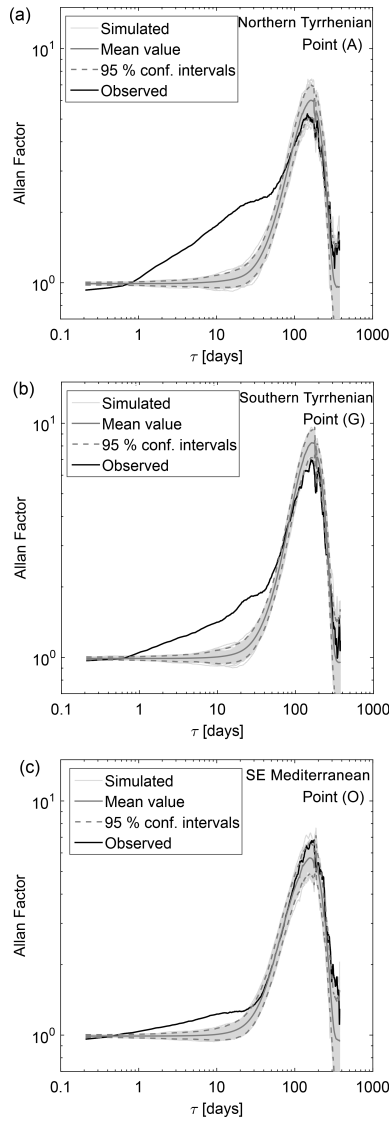 (a)
Northern Tyrrhenian
Point (A)
Simulated
Mean value
95 % conf. intervals
Observed
Allan Factor
10¹
10⁰
0.1 1 10 100 1000
τ [days]
(b)
Southern Tyrrhenian
Point (G)
Simulated
Mean value
95 % conf. intervals
Observed
Allan Factor
10¹
10⁰
0.1 1 10 100 1000
τ [days]
(c)
SE Mediterranean
Point (O)
Simulated
Mean value
95 % conf. intervals
Observed
Allan Factor
10¹
10⁰
0.1 1 10 100 1000
τ [days]